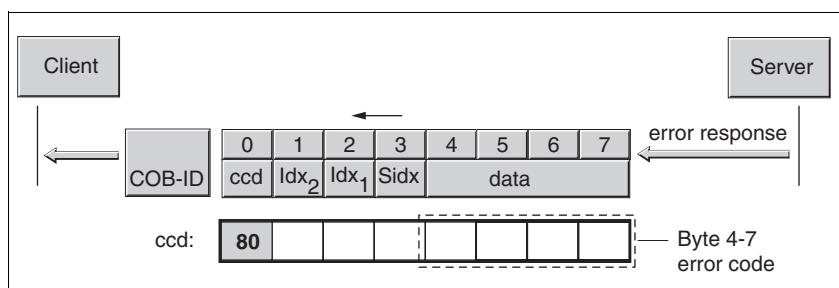 Client
Server
error response
0 1 2 3 4 5 6 7
COB-ID ccd Idx2 Idx1 Sidx data
ccd: 80
Byte 4-7
error code